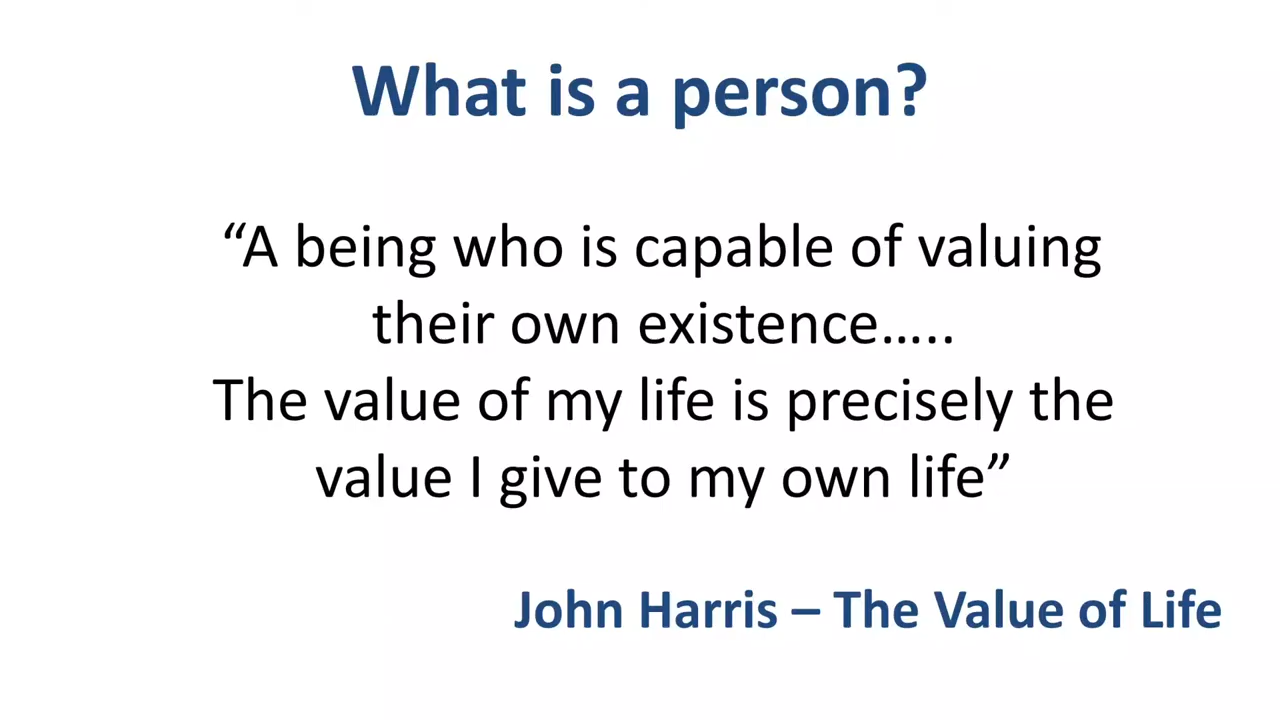 What is a person?
“A being who is capable of valuing
their own existence…..
The value of my life is precisely the
value I give to my own life”
John Harris – The Value of Life